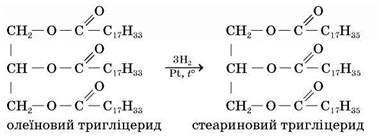 O O
CH₂—O—C—C₁₇H₃₃ CH₂—O—C—C₁₇H₃₅
O O
CH—O—C—C₁₇H₃₃ 3H₂ Pt, t° CH—O—C—C₁₇H₃₅
O O
CH₂—O—C—C₁₇H₃₃ CH₂—O—C—C₁₇H₃₅
олеїновий тригліцерид стеариновий тригліцерид